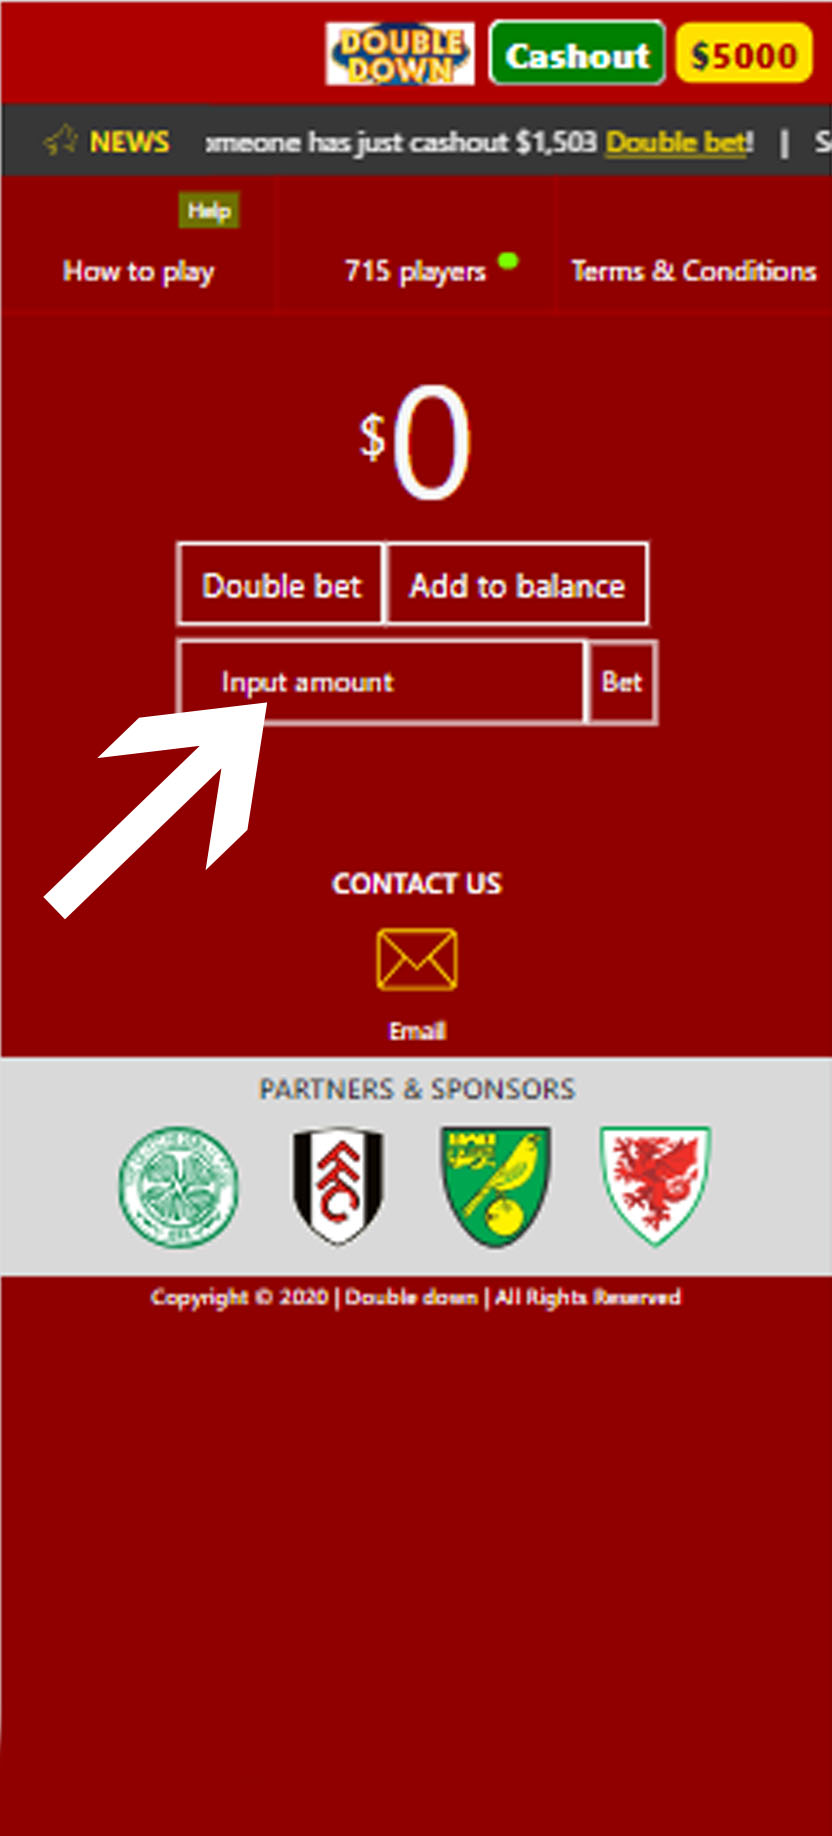 DOUBLE DOWN Cashout $5000
NEWS omeone has just cashout $1,503 Double bet! | S
Help
How to play 715 players Terms & Conditions
$0
Double bet Add to balance
Input amount Bet
CONTACT US
Email
PARTNERS & SPONSORS
Copyright © 2020 | Double down | All Rights Reserved